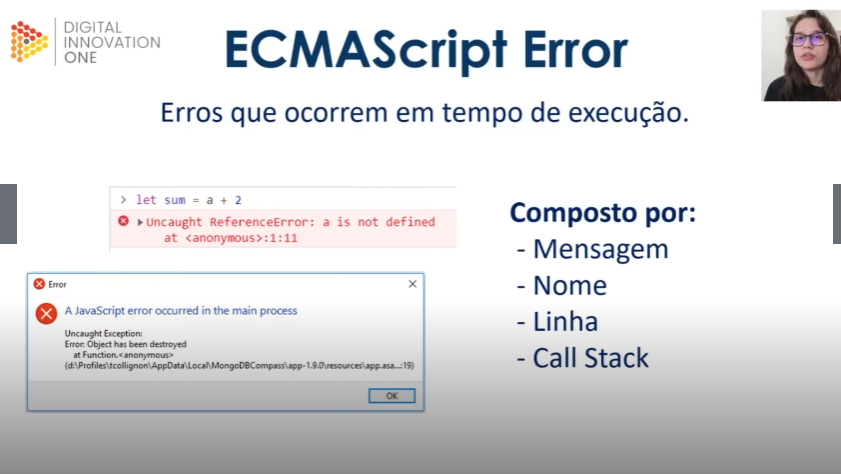 DIGITAL
INNOVATION
ONE
ECMAScript Error
Erros que ocorrem em tempo de execução.
> let sum = a + 2
Uncaught ReferenceError: a is not defined
at <anonymous>:1:11
Error
A JavaScript error occurred in the main process
Uncaught Exception:
Error: Object has been destroyed
at Function.<anonymous>
(d:\Profiles\tcollignon\AppData\Local\MongoDBCompass\app-1.9.0\resources\app.asa...:19)
OK
Composto por:
- Mensagem
- Nome
- Linha
- Call Stack